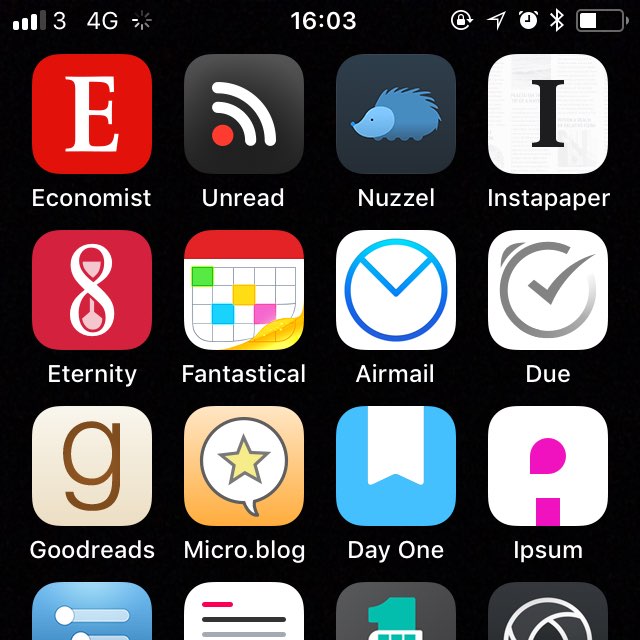 3 4G 16:03
E I
Economist Unread Nuzzel Instapaper
8
Eternity Fantastical Airmail Due
g
Goodreads Micro.blog Day One Ipsum
1